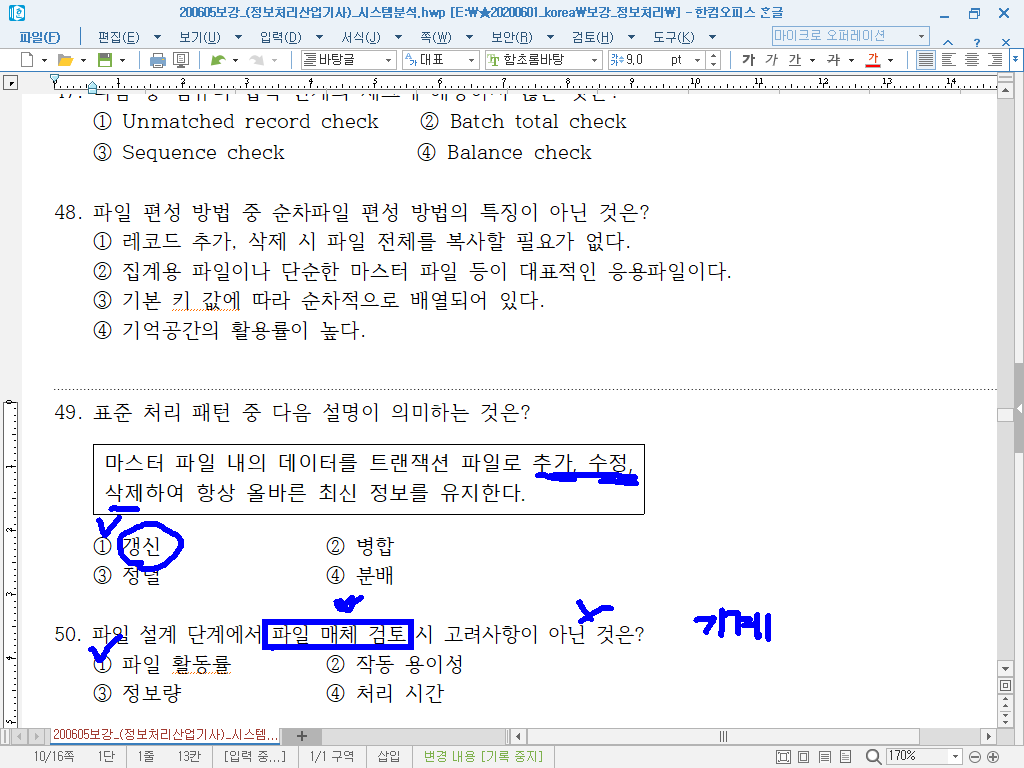 200605보강_(정보처리산업기사)_시스템분석.hwp [E:\★20200601_korea\보강_정보처리\] - 한컴오피스 한글
파일(F) 편집(E) 보기(U) 입력(D) 서식(J) 쪽(W) 보안(R) 검토(H) 도구(K) 마이크로 오퍼레이션
바탕글 대표 함초롬바탕 9,0 pt 가 가 가 가 가
1 2 3 4 5 6 7 8 9 10 11 12 13 14
① Unmatched record check ② Batch total check
③ Sequence check ④ Balance check
48. 파일 편성 방법 중 순차파일 편성 방법의 특징이 아닌 것은?
① 레코드 추가, 삭제 시 파일 전체를 복사할 필요가 없다.
② 집계용 파일이나 단순한 마스터 파일 등이 대표적인 응용파일이다.
③ 기본 키 값에 따라 순차적으로 배열되어 있다.
④ 기억공간의 활용률이 높다.
49. 표준 처리 패턴 중 다음 설명이 의미하는 것은?
마스터 파일 내의 데이터를 트랜잭션 파일로 추가, 수정,
삭제하여 항상 올바른 최신 정보를 유지한다.
① 갱신 ② 병합
③ 정렬 ④ 분배
50. 파일 설계 단계에서 파일 매체 검토 시 고려사항이 아닌 것은?
① 파일 활동률 ② 작동 용이성
③ 정보량 ④ 처리 시간
200605보강_(정보처리산업기사)_시스템...
10/16쪽 1단 1줄 13칸 [입력 중...] 1/1 구역 삽입 변경 내용 [기록 중지] 170%